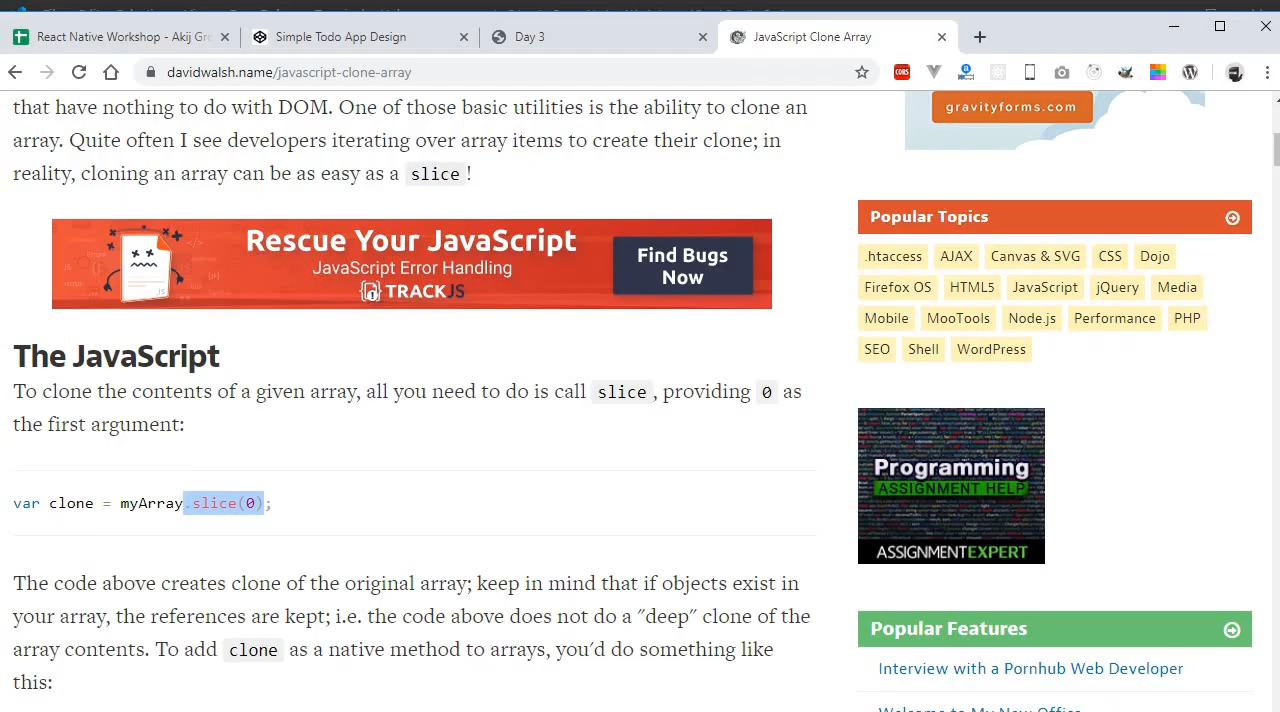 React Native Workshop - Akij Gr
Simple Todo App Design
Day 3
JavaScript Clone Array
davidwalsh.name/javascript-clone-array
CORS
that have nothing to do with DOM. One of those basic utilities is the ability to clone an
array. Quite often I see developers iterating over array items to create their clone; in
reality, cloning an array can be as easy as a slice !
Rescue Your JavaScript
JavaScript Error Handling
TRACKJS
Find Bugs
Now
The JavaScript
To clone the contents of a given array, all you need to do is call slice , providing 0 as
the first argument:
var clone = myArray.slice(0);
The code above creates clone of the original array; keep in mind that if objects exist in
your array, the references are kept; i.e. the code above does not do a "deep" clone of the
array contents. To add clone as a native method to arrays, you'd do something like
this:
gravityforms.com
Popular Topics
.htaccess AJAX Canvas & SVG CSS Dojo
Firefox OS HTML5 JavaScript jQuery Media
Mobile MooTools Node.js Performance PHP
SEO Shell WordPress
Programming
ASSIGNMENT HELP
ASSIGNMENTEXPERT
Popular Features
Interview with a Pornhub Web Developer
Welcome to My New Office